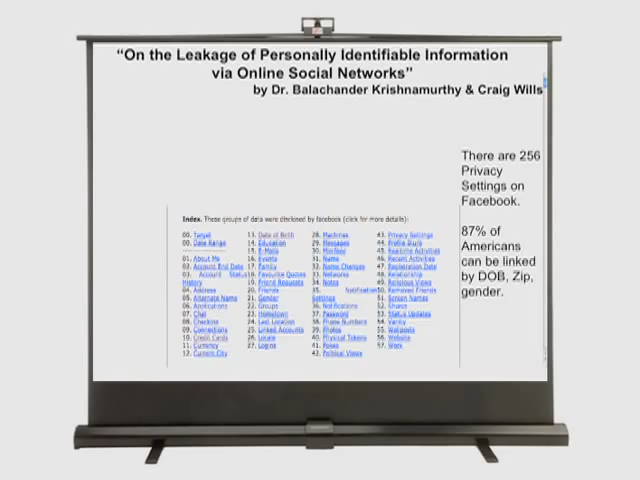 “On the Leakage of Personally Identifiable Information
via Online Social Networks”
by Dr. Balachander Krishnamurthy & Craig Wills
There are 256
Privacy
Settings on
Facebook.
87% of
Americans
can be linked
by DOB, Zip,
gender.
Index. These groups of data were disclosed by facebook (click for more details):
00. Target
00. Date Range
01. About Me
02. Account End Date
03. Account Status
History
04. Address
05. Alternate Name
06. Applications
07. Chat
08. Checkins
09. Connections
10. Credit Cards
11. Currency
12. Current City
13. Date of Birth
14. Education
15. E-Mails
16. Events
17. Family
18. Favourite Quotes
19. Friend Requests
20. Friends
21. Gender
22. Groups
23. Hometown
24. Last Location
25. Linked Accounts
26. Locale
27. Logins
28. Machines
29. Messages
30. Minifeed
31. Name
32. Name Changes
33. Networks
34. Notes
35. Notification
Settings
36. Notifications
37. Password
38. Phone Numbers
39. Photos
40. Physical Tokens
41. Pokes
42. Political Views
43. Privacy Settings
44. Profile Blurb
45. Realtime Activities
46. Recent Activities
47. Registration Date
48. Relationship
49. Religious Views
50. Removed Friends
51. Screen Names
52. Shares
53. Status Updates
54. Vanity
55. Wallposts
56. Website
57. Work